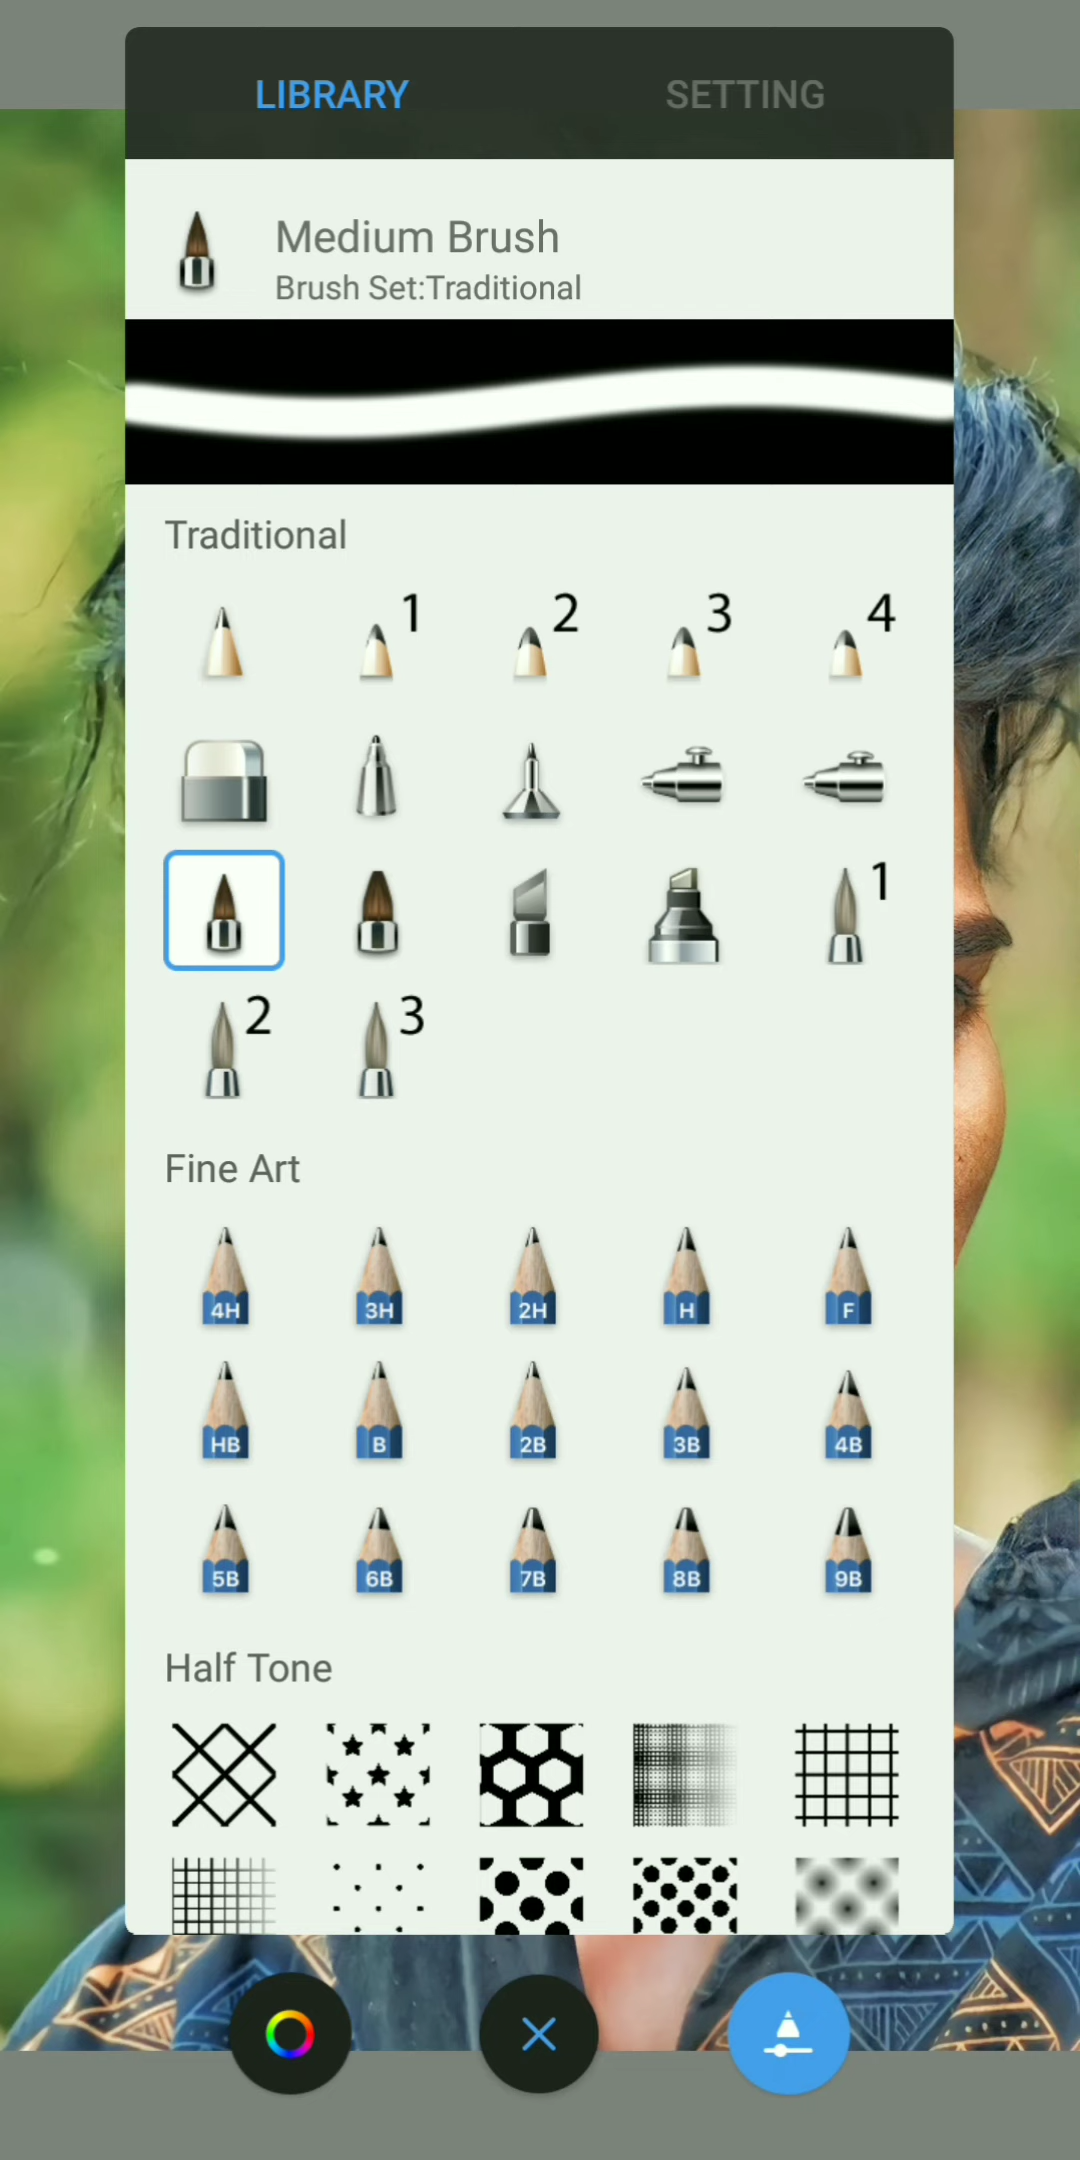 LIBRARY SETTING
Medium Brush
Brush Set:Traditional
Traditional
1 2 3 4
1
2 3
Fine Art
4H 3H 2H H F
HB B 2B 3B 4B
5B 6B 7B 8B 9B
Half Tone